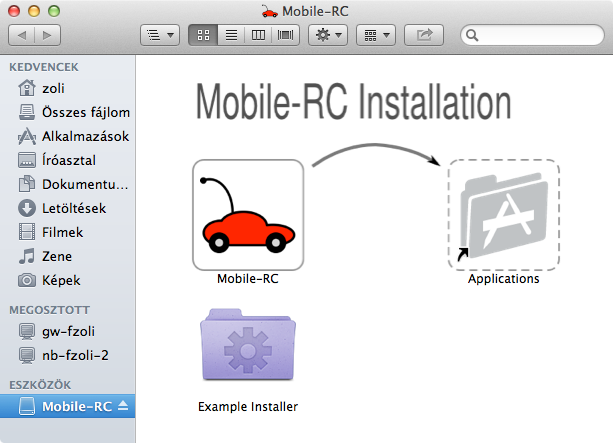 Mobile-RC
KEDVENCEK
zoli
Összes fájlom
Alkalmazások
Íróasztal
Dokumentu...
Letöltések
Filmek
Zene
Képek
MEGOSZTOTT
gw-fzoli
nb-fzoli-2
ESZKÖZÖK
Mobile-RC
Mobile-RC Installation
Mobile-RC
Applications
Example Installer